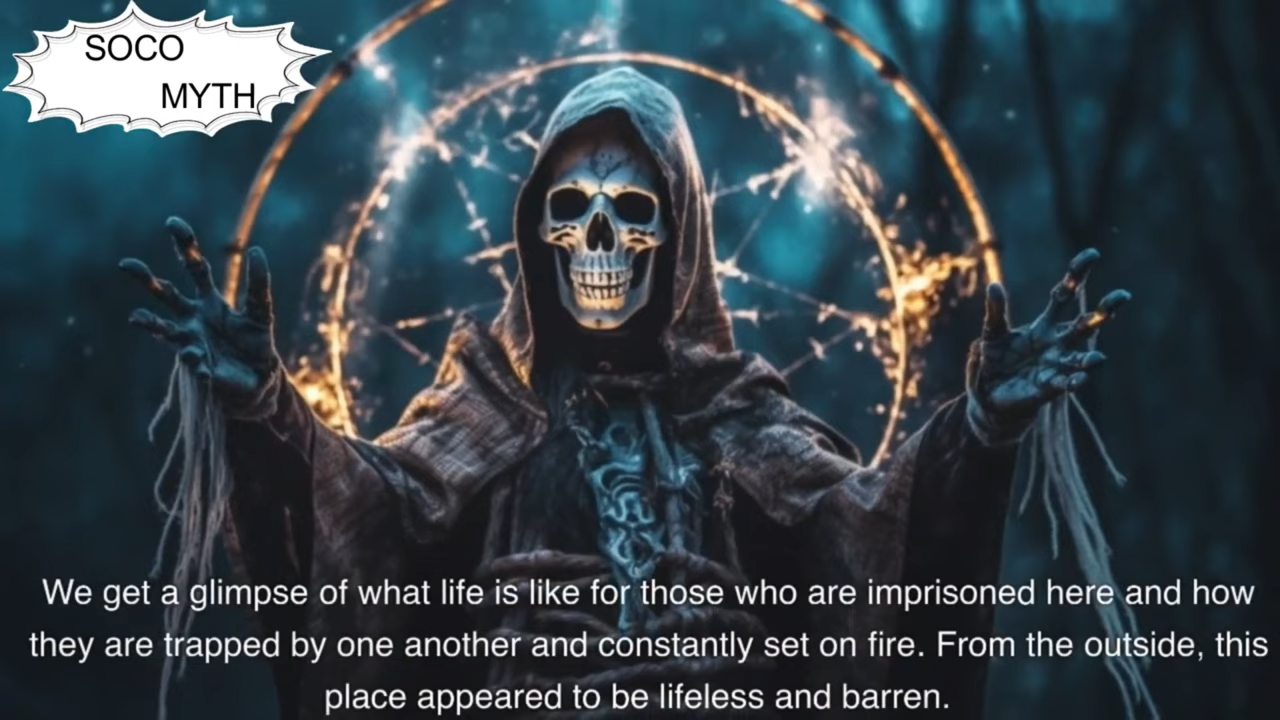 SOCO
MYTH
We get a glimpse of what life is like for those who are imprisoned here and how
they are trapped by one another and constantly set on fire. From the outside, this
place appeared to be lifeless and barren.